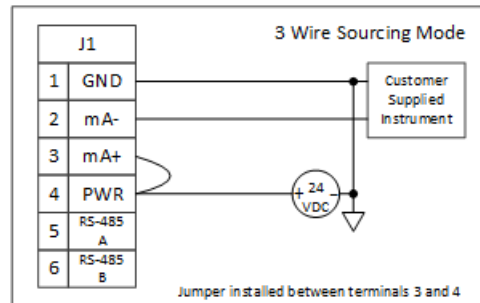 3 Wire Sourcing Mode
J1
1 GND
2 mA-
3 mA+
4 PWR
5 RS-485
A
6 RS-485
B
Customer
Supplied
Instrument
+ 24 -
VDC
Jumper installed between terminals 3 and 4